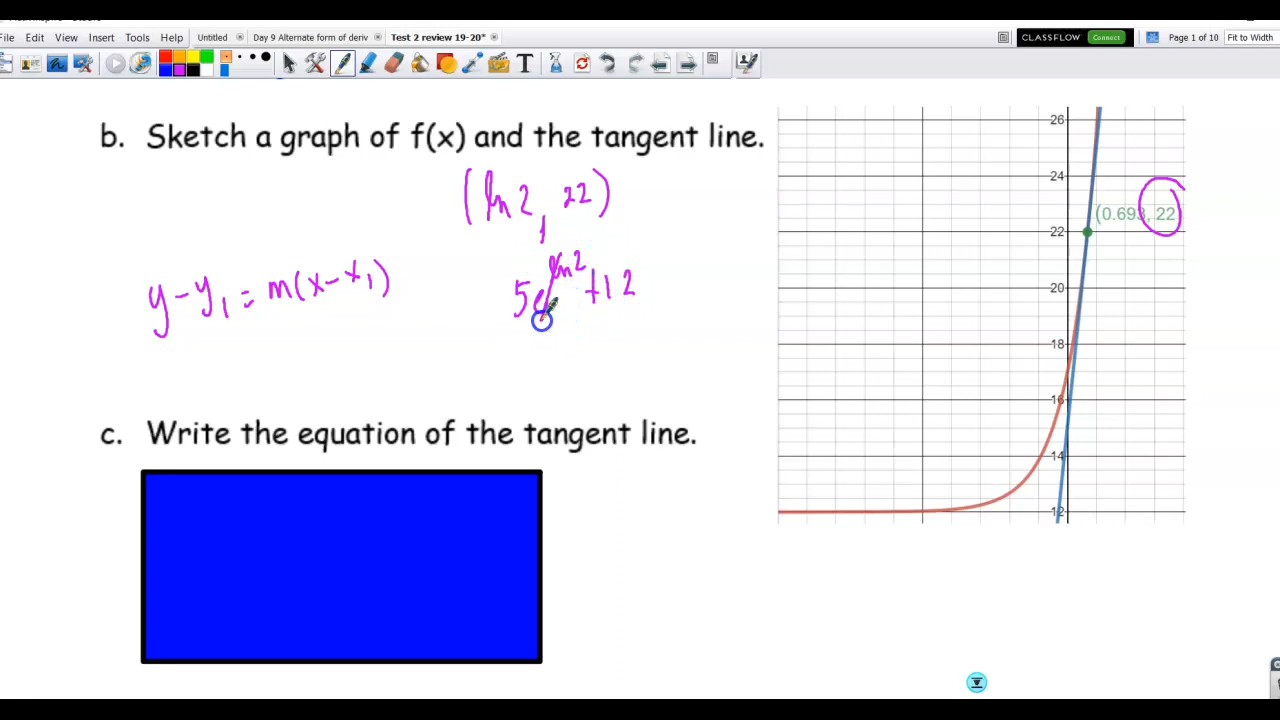 File Edit View Insert Tools Help Untitled Day 9 Alternate form of deriv Test 2 review 19-20* CLASSFLOW Connect Page 1 of 10 Fit to Width
b. Sketch a graph of f(x) and the tangent line.
(ln 2, 22)
y - y₁ = m(x - x₁)
5e^ln 2 + 12
c. Write the equation of the tangent line.
26
24
(0.693, 22
22
20
18
16
14
12